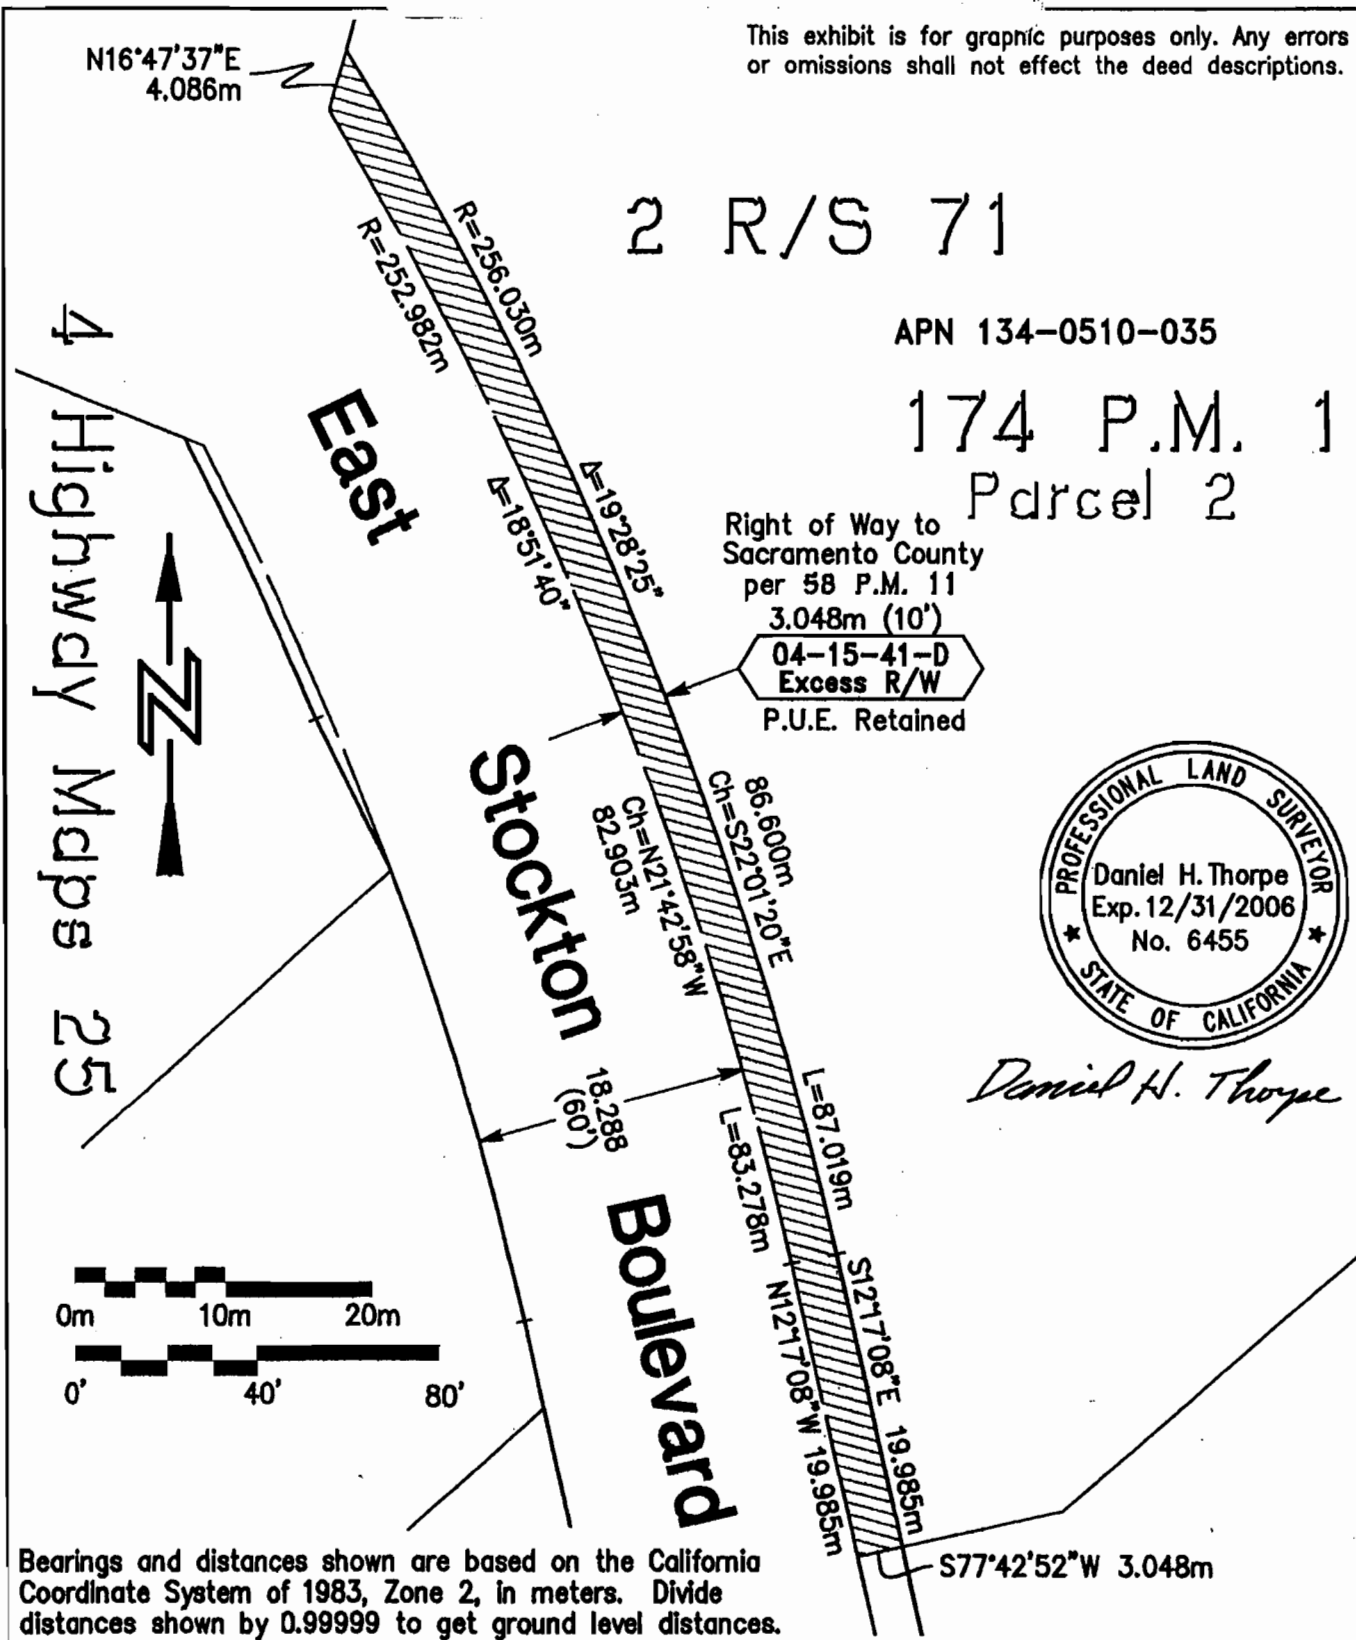 This exhibit is for graphic purposes only. Any errors
or omissions shall not effect the deed descriptions.
N16°47'37"E
4.086m
2 R/S 71
R=256.030m
R=252.982m
APN 134-0510-035
174 P.M. 1
Parcel 2
4 Highway Maps 25
East
Stockton
Boulevard
Δ=19°28'25"
Δ=18°51'40"
Right of Way to
Sacramento County
per 58 P.M. 11
3.048m (10')
04-15-41-D
Excess R/W
P.U.E. Retained
86.600m
Ch=S22°01'20"E
Ch=N21°42'58"W
82.903m
PROFESSIONAL LAND SURVEYOR
Daniel H. Thorpe
Exp. 12/31/2006
No. 6455
★ STATE OF CALIFORNIA ★
Daniel H. Thorpe
18.288
(60')
L=87.019m
L=83.278m
S12°17'08"E 19.985m
N12°17'08"W 19.985m
0m 10m 20m
0' 40' 80'
S77°42'52"W 3.048m
Bearings and distances shown are based on the California
Coordinate System of 1983, Zone 2, in meters. Divide
distances shown by 0.99999 to get ground level distances.